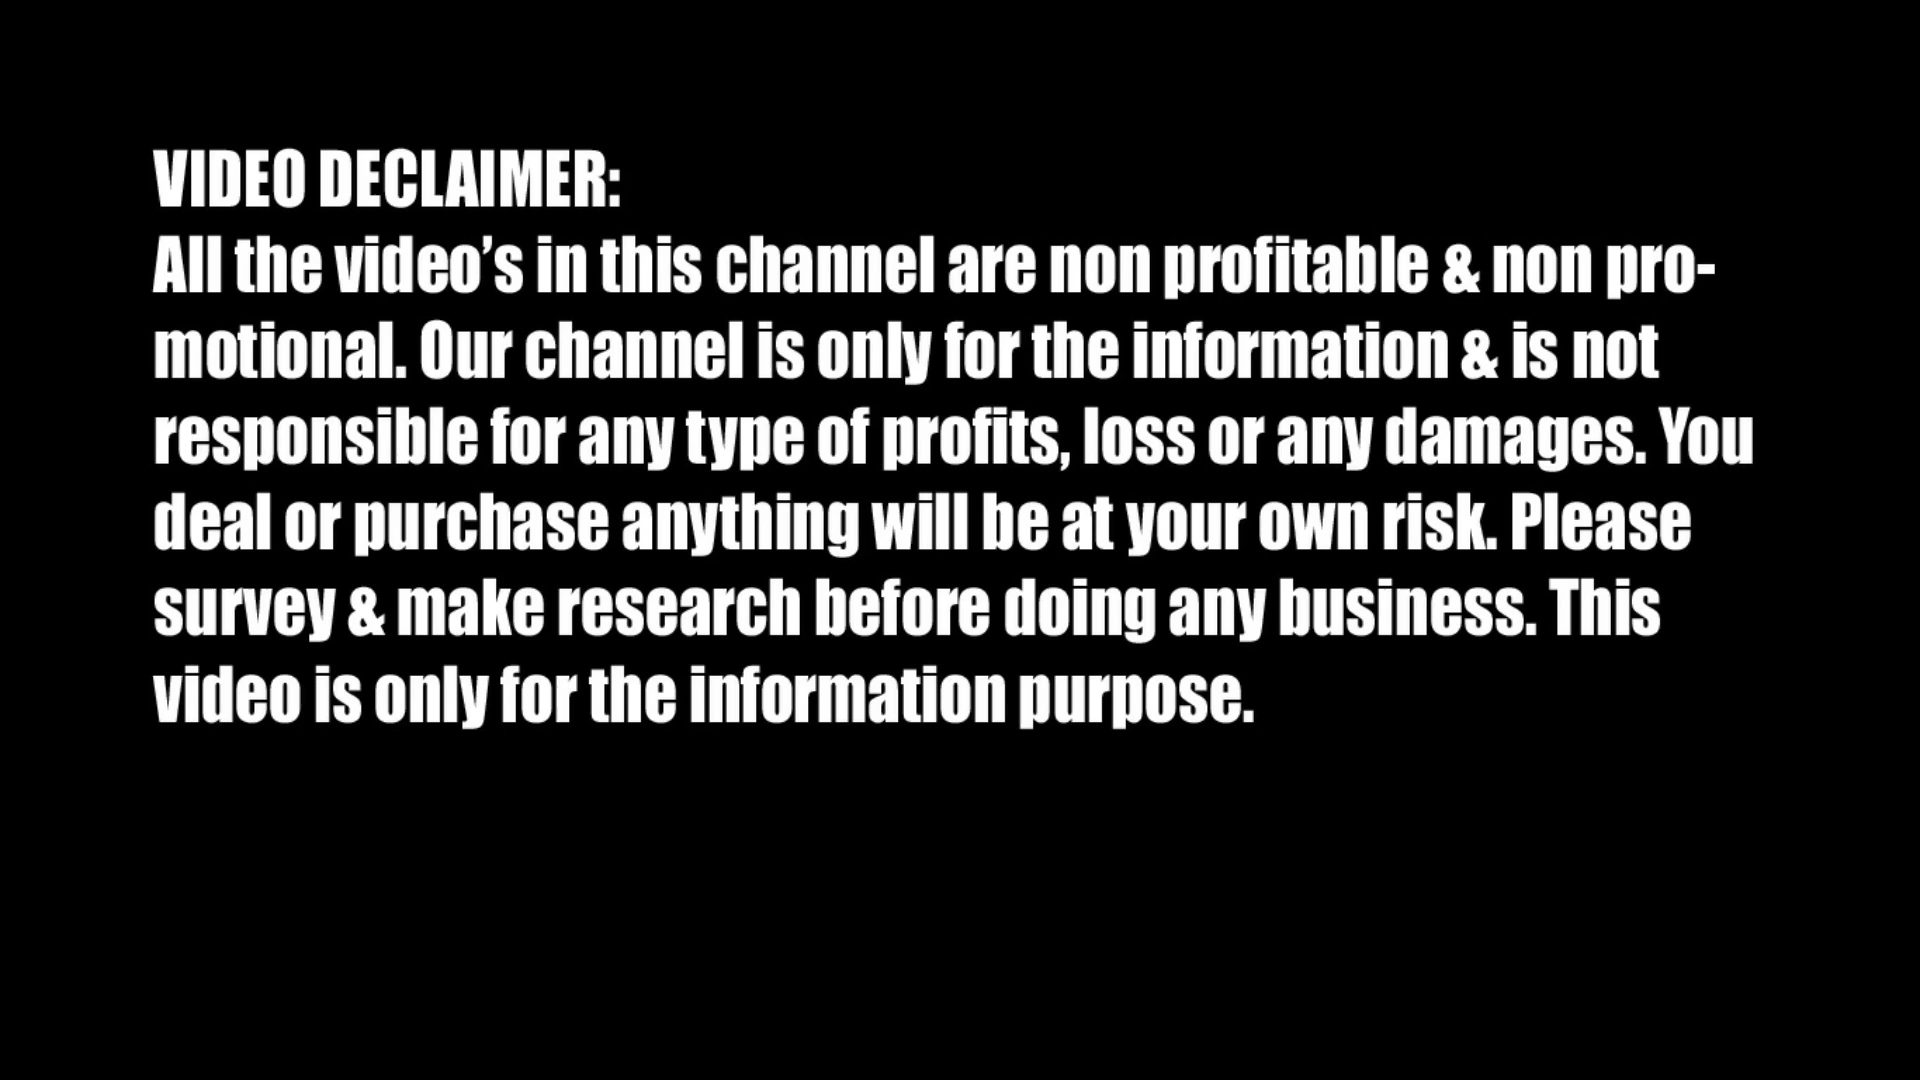 VIDEO DECLAIMER:
All the video’s in this channel are non profitable & non pro-
motional. Our channel is only for the information & is not
responsible for any type of profits, loss or any damages. You
deal or purchase anything will be at your own risk. Please
survey & make research before doing any business. This
video is only for the information purpose.